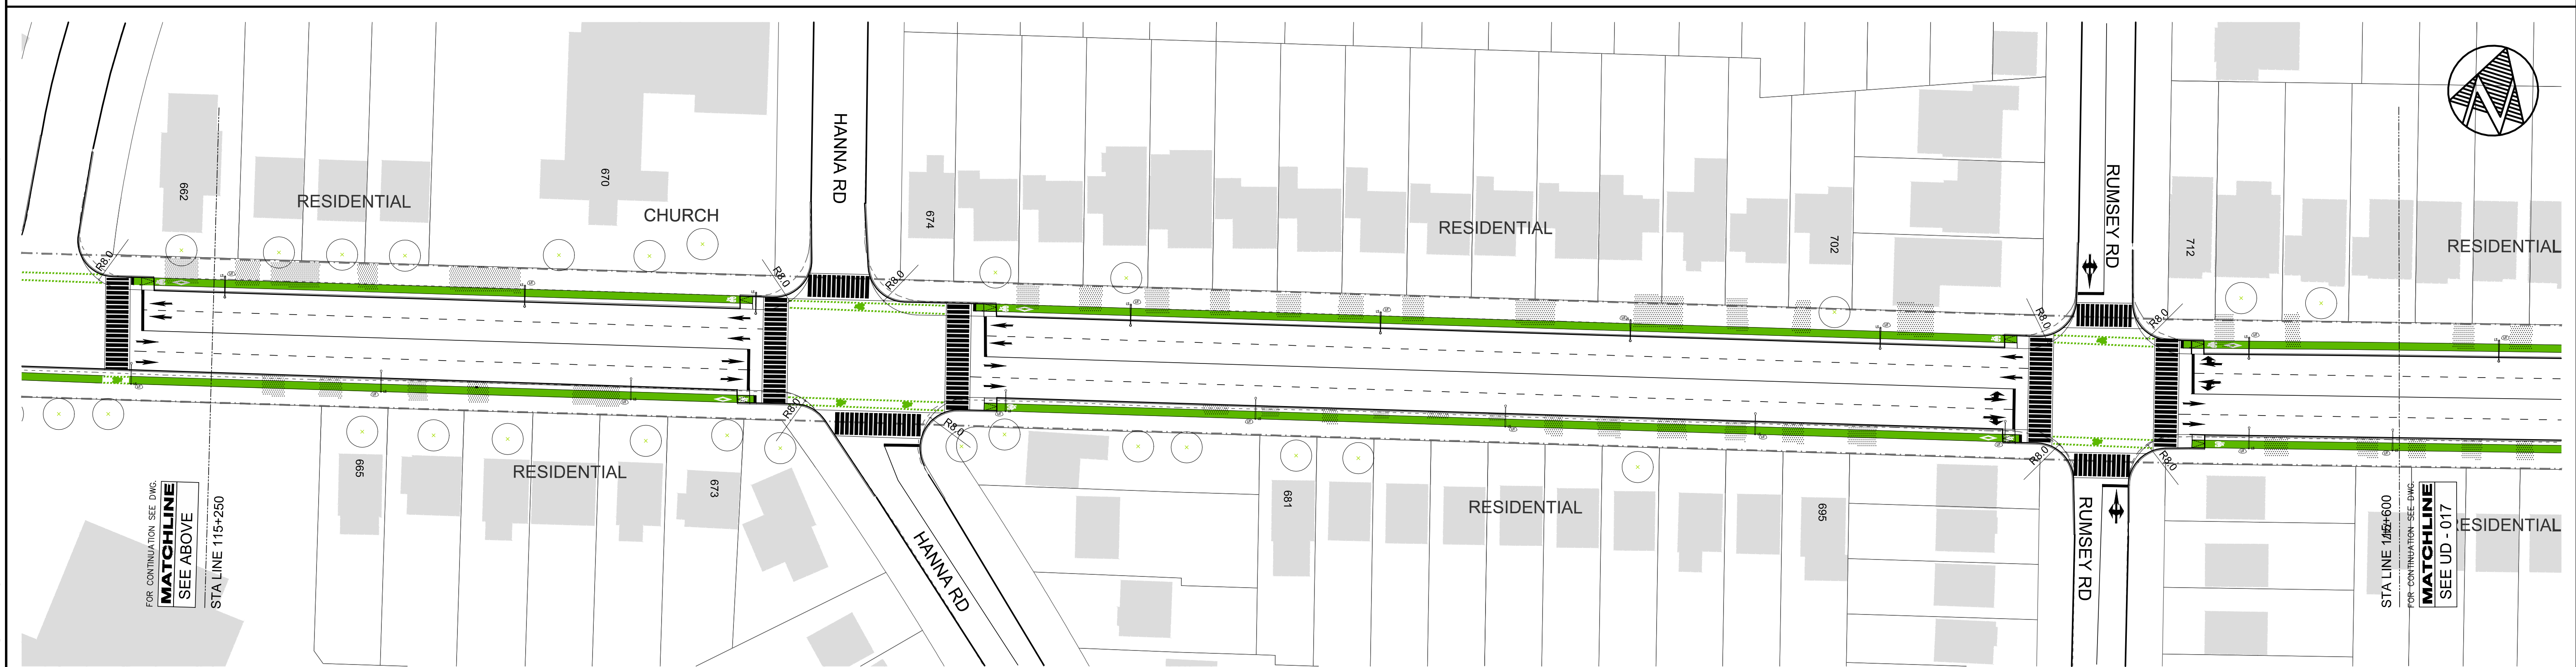 HANNA RD
RUMSEY RD
662
RESIDENTIAL
670
CHURCH
674
RESIDENTIAL
702
712
RESIDENTIAL
R8.0
R8.0
R8.0
R8.0
R8.0
R8.0
R8.0
R8.0
R8.0
665
RESIDENTIAL
673
681
RESIDENTIAL
695
RESIDENTIAL
HANNA RD
RUMSEY RD
FOR CONTINUATION SEE DWG.
MATCHLINE
SEE ABOVE
STA LINE 115+250
FOR CONTINUATION SEE DWG.
MATCHLINE
SEE UD - 017